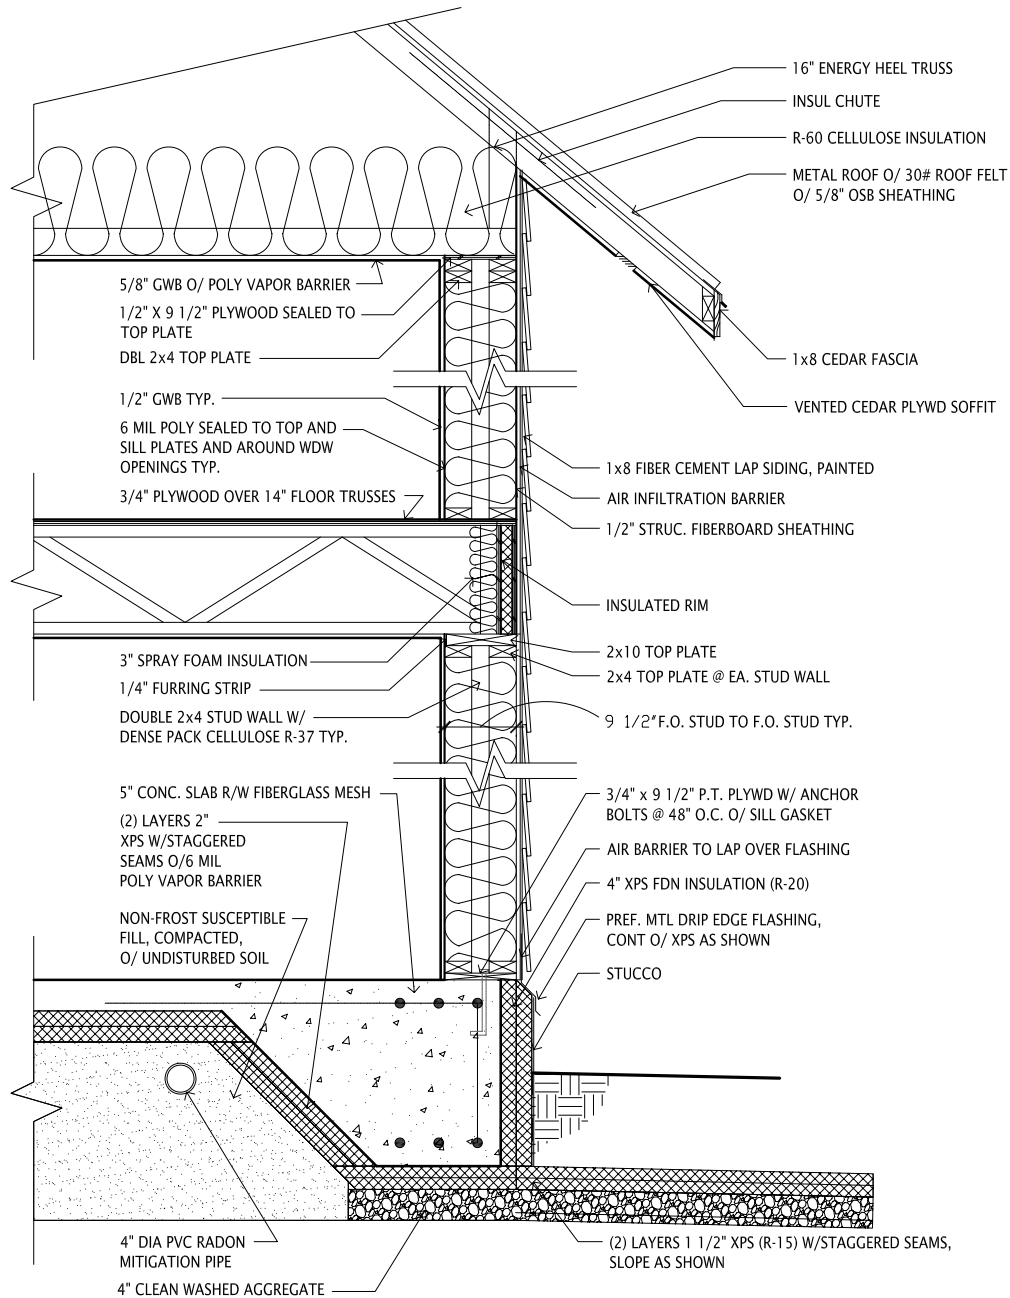 16" ENERGY HEEL TRUSS
INSUL CHUTE
R-60 CELLULOSE INSULATION
METAL ROOF O/ 30# ROOF FELT
O/ 5/8" OSB SHEATHING
5/8" GWB O/ POLY VAPOR BARRIER
1/2" X 9 1/2" PLYWOOD SEALED TO
TOP PLATE
DBL 2x4 TOP PLATE
1x8 CEDAR FASCIA
VENTED CEDAR PLYWD SOFFIT
1/2" GWB TYP.
6 MIL POLY SEALED TO TOP AND
SILL PLATES AND AROUND WDW
OPENINGS TYP.
3/4" PLYWOOD OVER 14" FLOOR TRUSSES
1x8 FIBER CEMENT LAP SIDING, PAINTED
AIR INFILTRATION BARRIER
1/2" STRUC. FIBERBOARD SHEATHING
INSULATED RIM
3" SPRAY FOAM INSULATION
1/4" FURRING STRIP
DOUBLE 2x4 STUD WALL W/
DENSE PACK CELLULOSE R-37 TYP.
2x10 TOP PLATE
2x4 TOP PLATE @ EA. STUD WALL
9 1/2" F.O. STUD TO F.O. STUD TYP.
5" CONC. SLAB R/W FIBERGLASS MESH
(2) LAYERS 2"
XPS W/STAGGERED
SEAMS O/6 MIL
POLY VAPOR BARRIER
NON-FROST SUSCEPTIBLE
FILL, COMPACTED,
O/ UNDISTURBED SOIL
3/4" x 9 1/2" P.T. PLYWD W/ ANCHOR
BOLTS @ 48" O.C. O/ SILL GASKET
AIR BARRIER TO LAP OVER FLASHING
4" XPS FDN INSULATION (R-20)
PREF. MTL DRIP EDGE FLASHING,
CONT O/ XPS AS SHOWN
STUCCO
4" DIA PVC RADON
MITIGATION PIPE
4" CLEAN WASHED AGGREGATE
(2) LAYERS 1 1/2" XPS (R-15) W/STAGGERED SEAMS,
SLOPE AS SHOWN